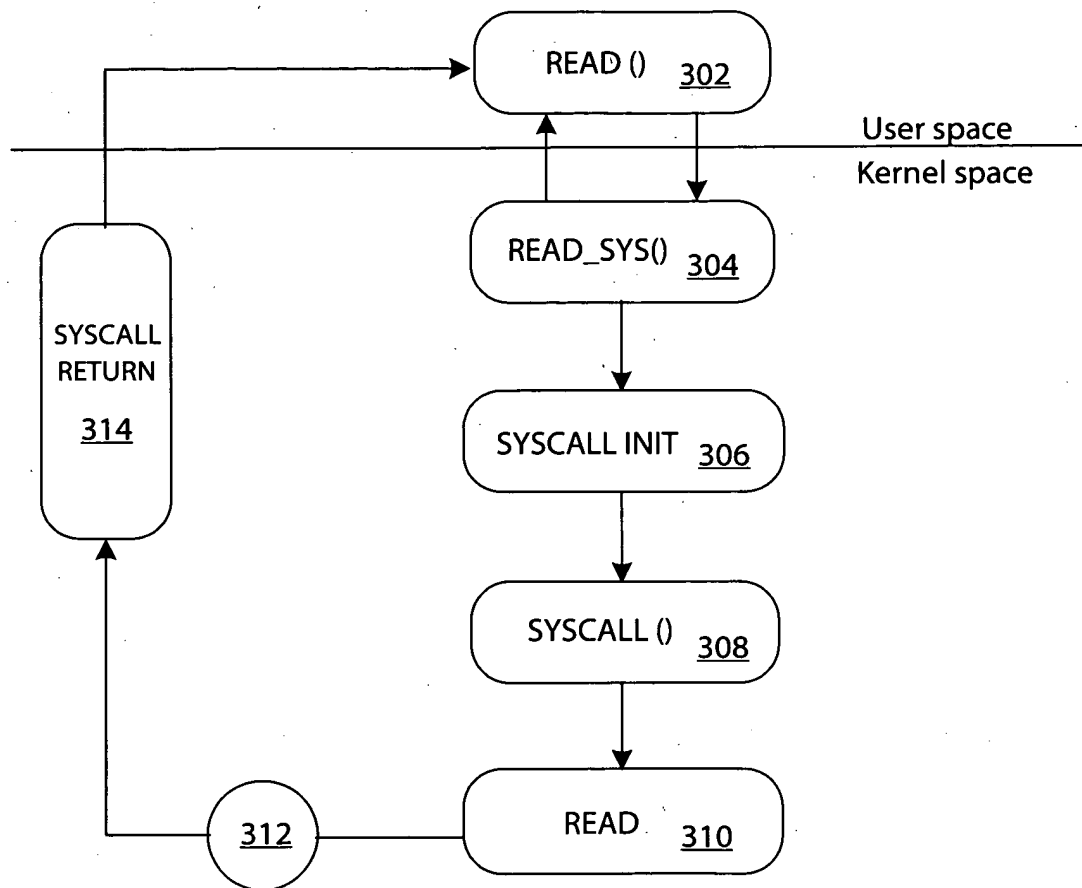 READ () 302
User space
Kernel space
READ_SYS() 304
SYSCALL
RETURN
314
SYSCALL INIT 306
SYSCALL () 308
312
READ 310